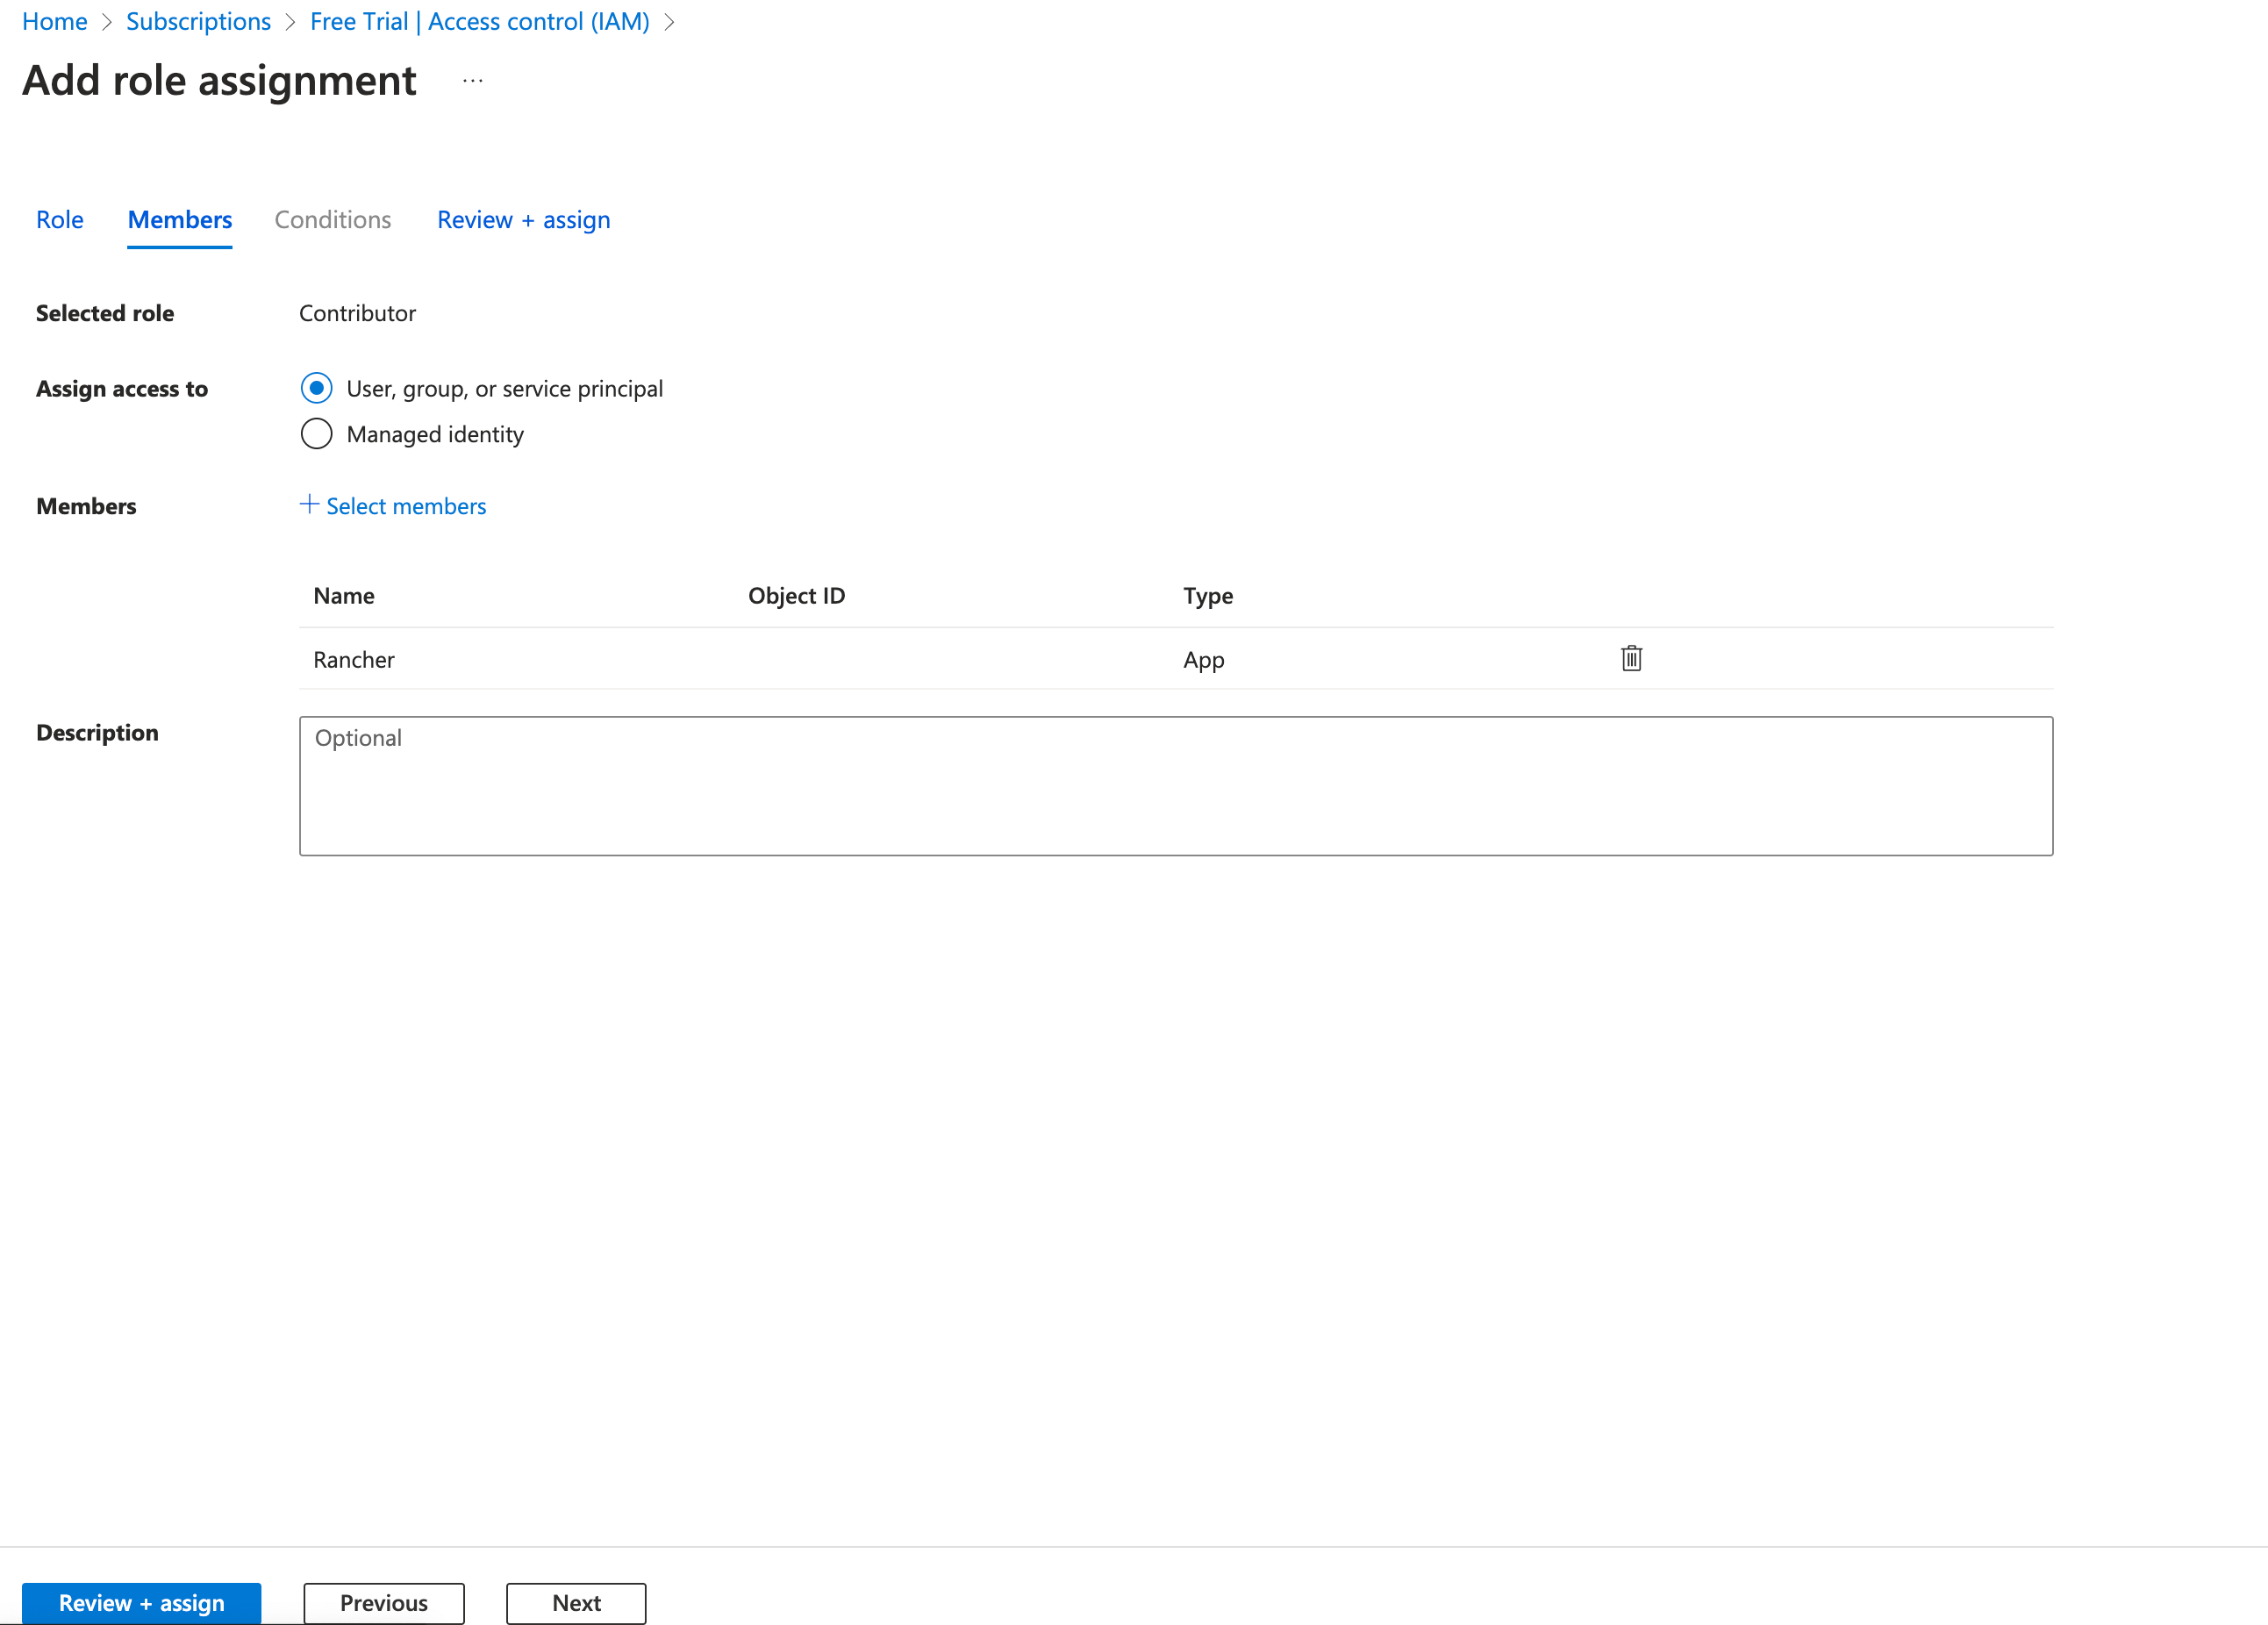 Home > Subscriptions > Free Trial | Access control (IAM) >
Add role assignment ...
Role Members Conditions Review + assign
Selected role Contributor
Assign access to User, group, or service principal
Managed identity
Members + Select members
Name Object ID Type
Rancher App
Description Optional
Review + assign Previous Next